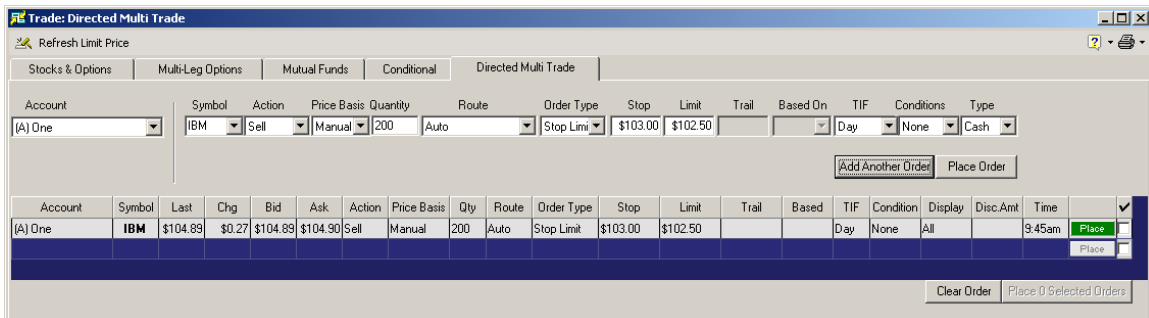 Trade: Directed Multi Trade
Refresh Limit Price
Stocks & Options Multi-Leg Options Mutual Funds Conditional Directed Multi Trade
Account Symbol Action Price Basis Quantity Route Order Type Stop Limit Trail Based On TIF Conditions Type
(A) One IBM Sell Manual 200 Auto Stop Limi $103.00 $102.50 Day None Cash
Add Another Order Place Order
Account Symbol Last Chg Bid Ask Action Price Basis Qty Route Order Type Stop Limit Trail Based TIF Condition Display Disc.Amt Time
(A) One IBM $104.89 $0.27 $104.89 $104.90 Sell Manual 200 Auto Stop Limit $103.00 $102.50 Day None All 9:45am Place
Place
Clear Order Place 0 Selected Orders